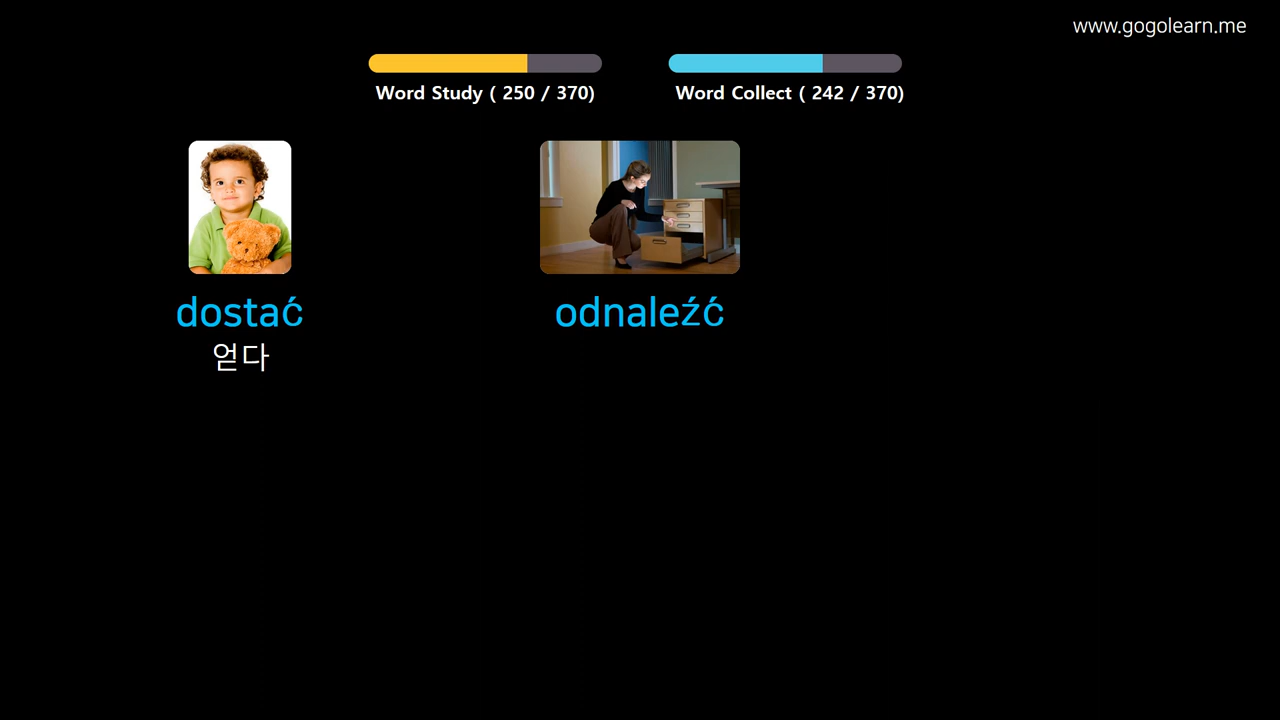 www.gogolearn.me
Word Study ( 250 / 370)
Word Collect ( 242 / 370)
dostać
얻다
odnaleźć